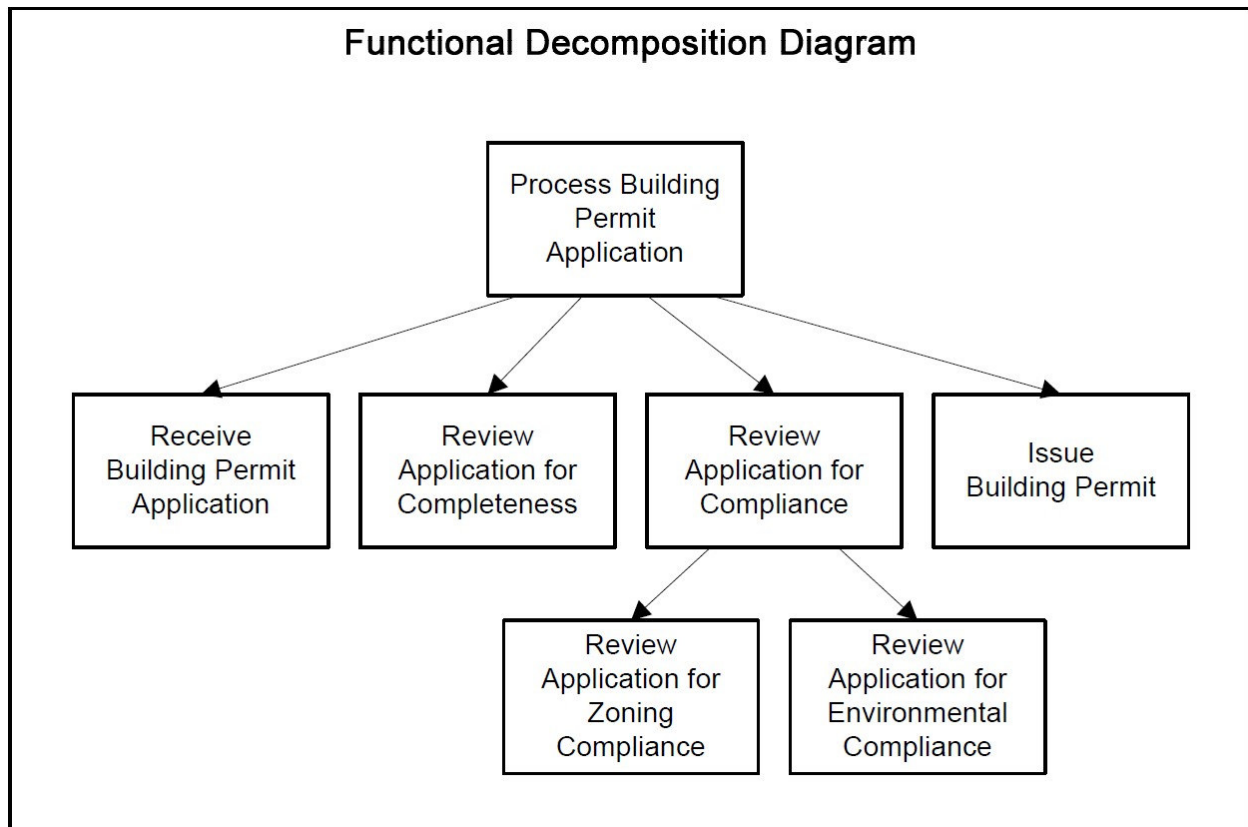 Functional Decomposition Diagram
Process Building
Permit
Application
Receive
Building Permit
Application
Review
Application for
Completeness
Review
Application for
Compliance
Issue
Building Permit
Review
Application for
Zoning
Compliance
Review
Application for
Environmental
Compliance